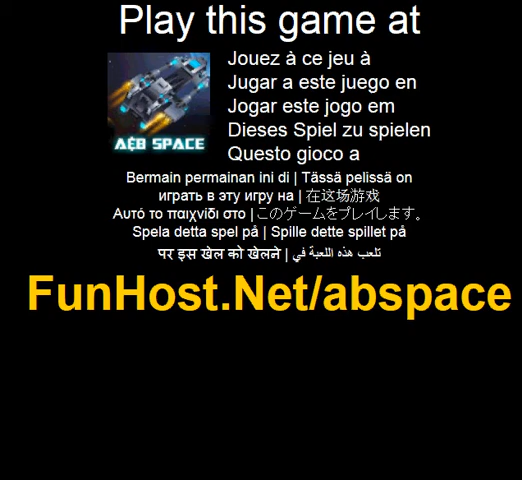 Play this game at
Jouez à ce jeu à
Jugar a este juego en
Jogar este jogo em
Dieses Spiel zu spielen
Questo gioco a
A&B SPACE
Bermain permainan ini di | Tässä pelissä on
играть в эту игру на | 在这场游戏
Αυτό το παιχνίδι στο | このゲームをプレイします。
Spela detta spel på | Spille dette spillet på
पर इस खेल को खेलने | تلعب هذه اللعبة في
FunHost.Net/abspace